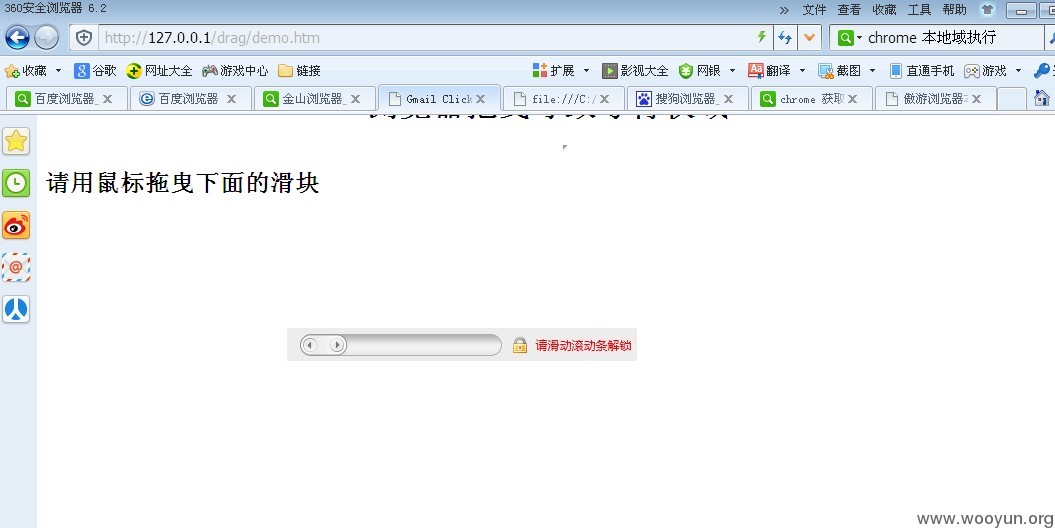 360安全浏览器 6.2
» 文件 查看 收藏 工具 帮助
http://127.0.0.1/drag/demo.htm
chrome 本地域执行
收藏 谷歌 网址大全 游戏中心 链接 扩展 影视大全 网银 翻译 截图 直通手机 游戏
百度浏览器_ 百度浏览器 金山浏览器_ Gmail Click file:///C:/ 搜狗浏览器_ chrome 获取 傲游浏览器
请用鼠标拖曳下面的滑块
请滑动滚动条解锁
www.wooyun.org